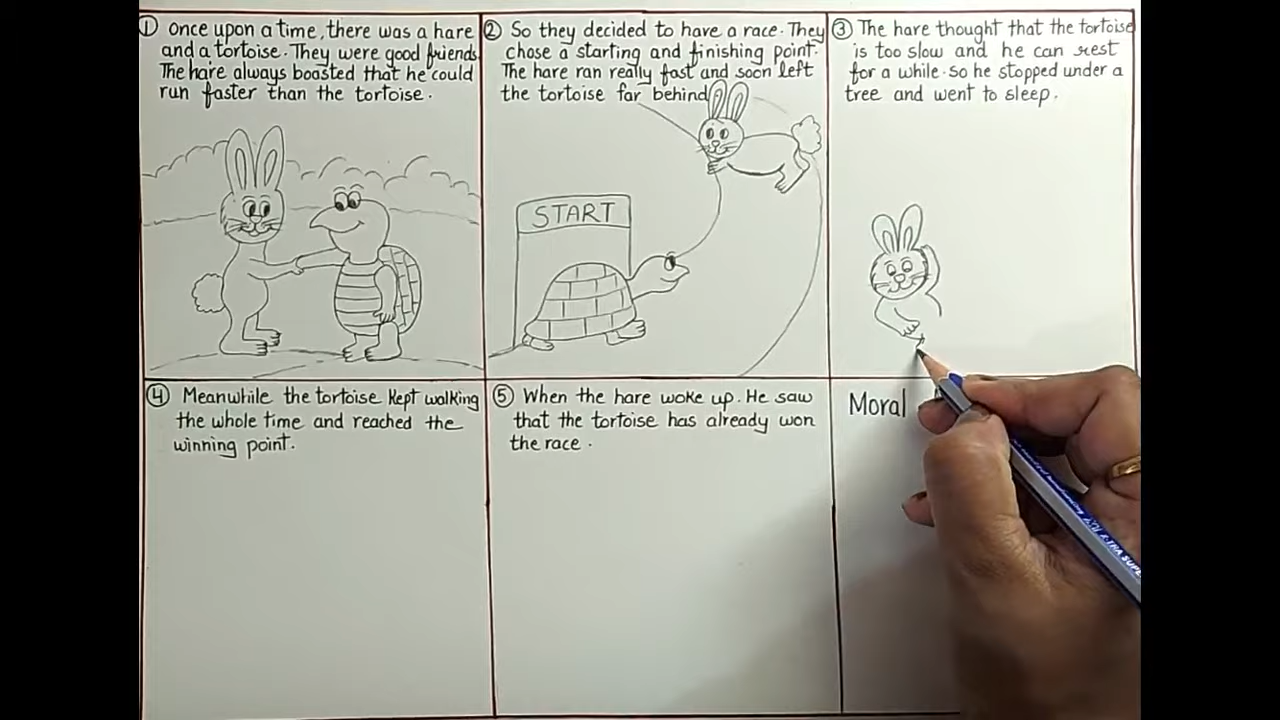 ① Once upon a time, there was a hare
and a tortoise. They were good friends.
The hare always boasted that he could
run faster than the tortoise.
② So they decided to have a race. They
chose a starting and finishing point.
The hare ran really fast and soon left
the tortoise far behind
START
③ The hare thought that the tortoise
is too slow and he can rest
for a while. So he stopped under a
tree and went to sleep.
④ Meanwhile the tortoise kept walking
the whole time and reached the
winning point.
⑤ When the hare woke up. He saw
that the tortoise has already won
the race.
Moral